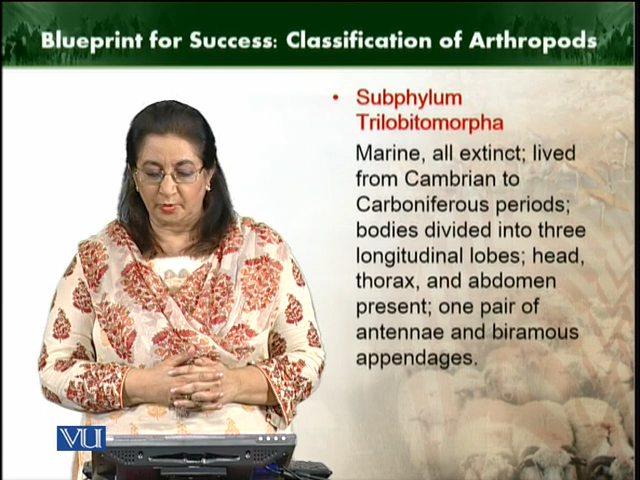 Blueprint for Success: Classification of Arthropods
• Subphylum
Trilobitomorpha
Marine, all extinct; lived
from Cambrian to
Carboniferous periods;
bodies divided into three
longitudinal lobes; head,
thorax, and abdomen
present; one pair of
antennae and biramous
appendages.
VU